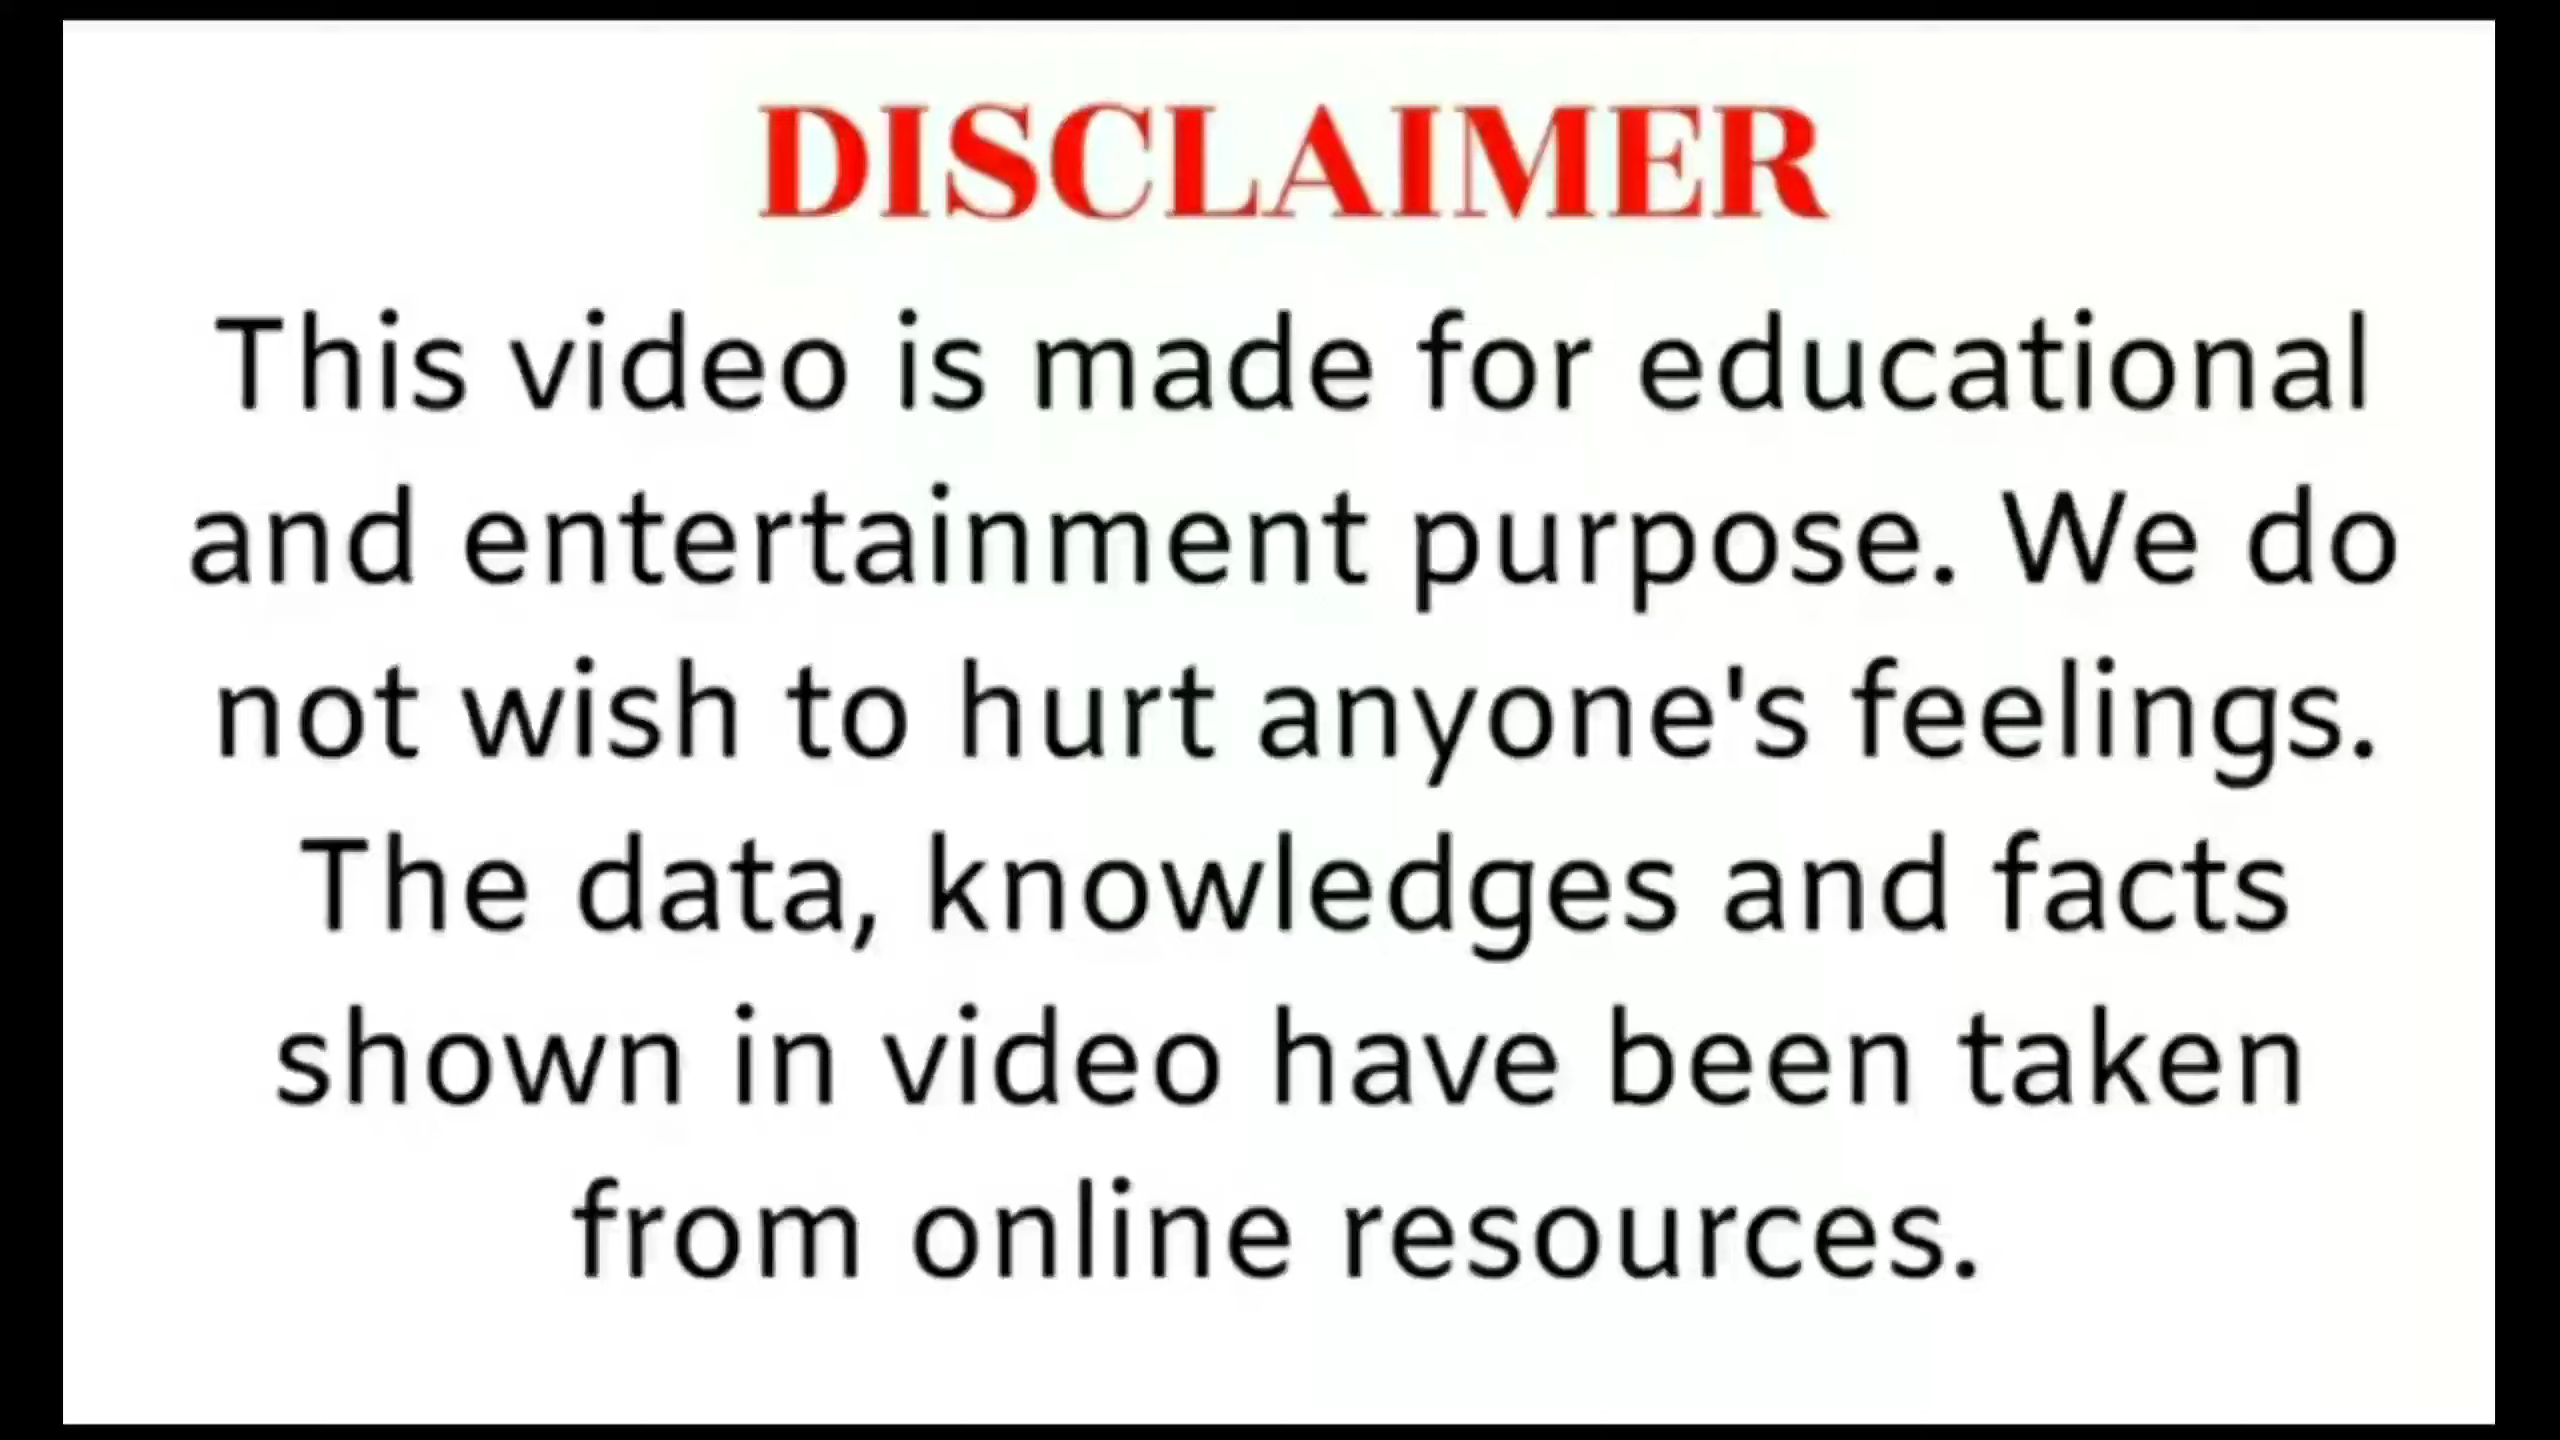 DISCLAIMER
This video is made for educational
and entertainment purpose. We do
not wish to hurt anyone's feelings.
The data, knowledges and facts
shown in video have been taken
from online resources.